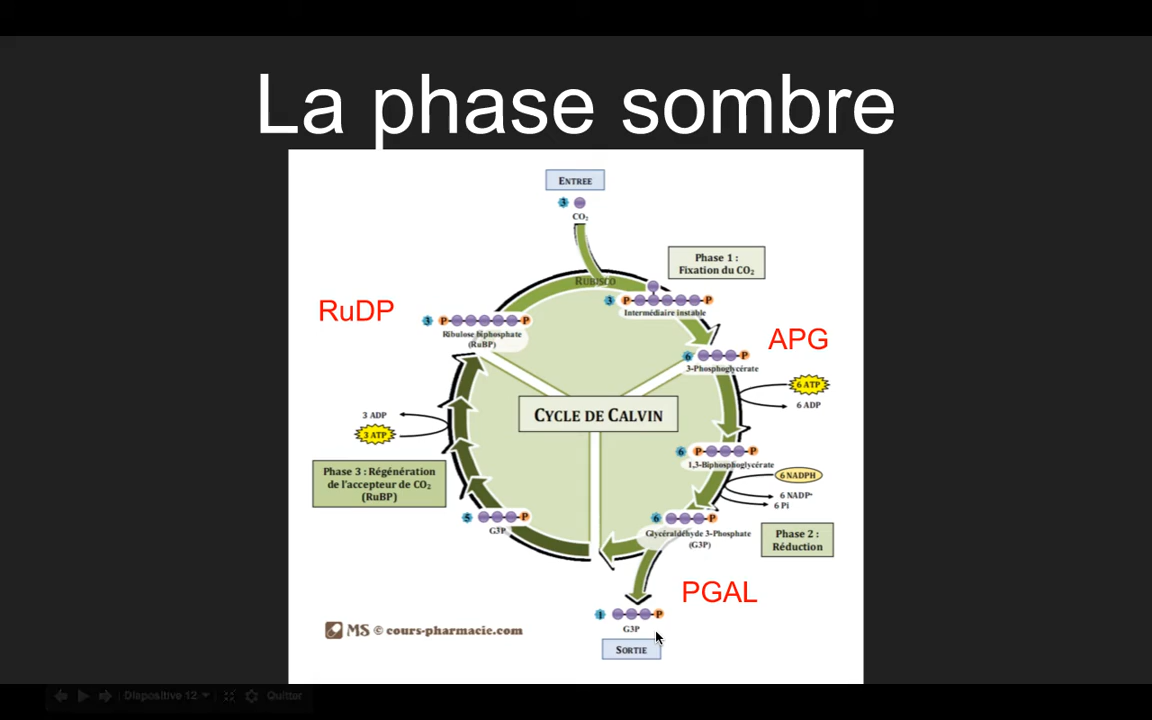 La phase sombre
ENTREE
3
CO₂
Phase 1 :
Fixation du CO₂
RUBISCO
RuDP
3 P P
Ribulose biphosphate
(RuBP)
3 P P
Intermédiaire instable
APG
6 P
3-Phosphoglycérate
6 ATP
6 ADP
CYCLE DE CALVIN
3 ADP
3 ATP
6 P P
1,3-Biphosphoglycérate
6 NADPH
6 NADP⁺
6 Pi
Phase 3 : Régénération
de l'accepteur de CO₂
(RuBP)
5 P
G3P
6 P
Glycéraldéhyde 3-Phosphate
(G3P)
Phase 2 :
Réduction
PGAL
1 P
G3P
SORTIE
MS © cours-pharmacie.com
Diapositive 12 Quitter